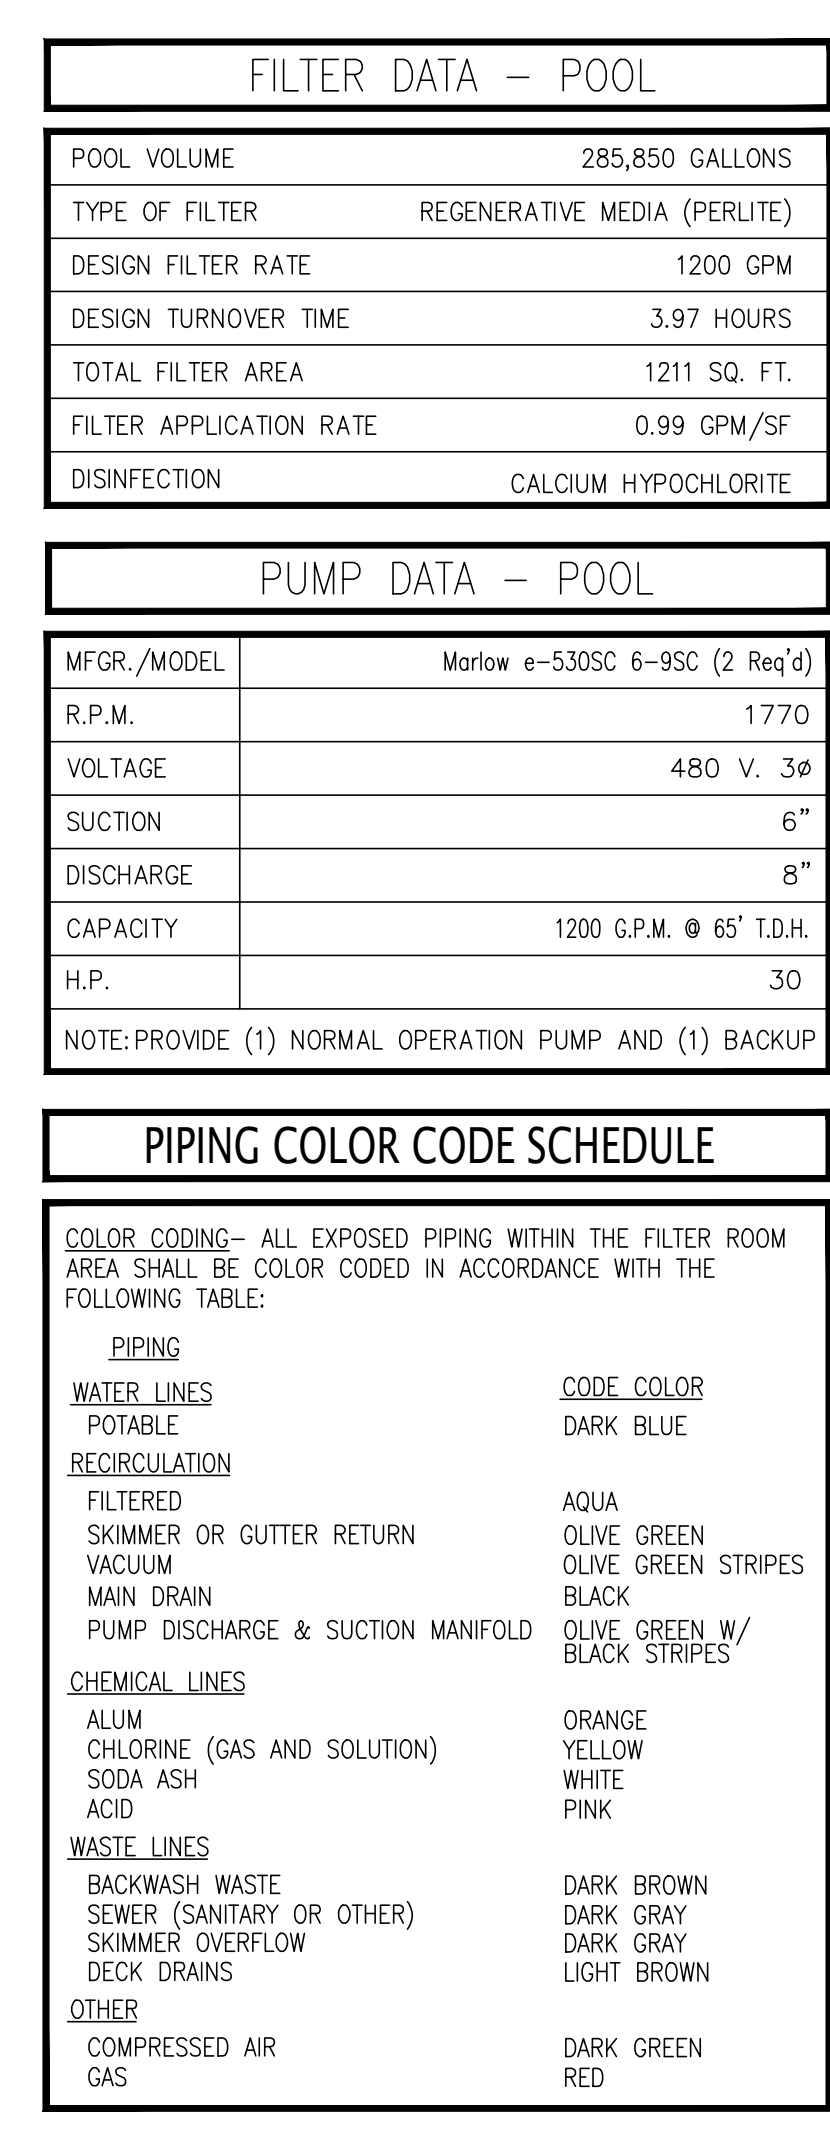 FILTER DATA – POOL
POOL VOLUME 285,850 GALLONS
TYPE OF FILTER REGENERATIVE MEDIA (PERLITE)
DESIGN FILTER RATE 1200 GPM
DESIGN TURNOVER TIME 3.97 HOURS
TOTAL FILTER AREA 1211 SQ. FT.
FILTER APPLICATION RATE 0.99 GPM/SF
DISINFECTION CALCIUM HYPOCHLORITE
PUMP DATA – POOL
MFGR./MODEL Marlow e–530SC 6–9SC (2 Req'd)
R.P.M. 1770
VOLTAGE 480 V. 3ø
SUCTION 6"
DISCHARGE 8"
CAPACITY 1200 G.P.M. @ 65' T.D.H.
H.P. 30
NOTE: PROVIDE (1) NORMAL OPERATION PUMP AND (1) BACKUP
PIPING COLOR CODE SCHEDULE
COLOR CODING– ALL EXPOSED PIPING WITHIN THE FILTER ROOM
AREA SHALL BE COLOR CODED IN ACCORDANCE WITH THE
FOLLOWING TABLE:
PIPING
WATER LINES CODE COLOR
POTABLE DARK BLUE
RECIRCULATION
FILTERED AQUA
SKIMMER OR GUTTER RETURN OLIVE GREEN
VACUUM OLIVE GREEN STRIPES
MAIN DRAIN BLACK
PUMP DISCHARGE & SUCTION MANIFOLD OLIVE GREEN W/
BLACK STRIPES
CHEMICAL LINES
ALUM ORANGE
CHLORINE (GAS AND SOLUTION) YELLOW
SODA ASH WHITE
ACID PINK
WASTE LINES
BACKWASH WASTE DARK BROWN
SEWER (SANITARY OR OTHER) DARK GRAY
SKIMMER OVERFLOW DARK GRAY
DECK DRAINS LIGHT BROWN
OTHER
COMPRESSED AIR DARK GREEN
GAS RED